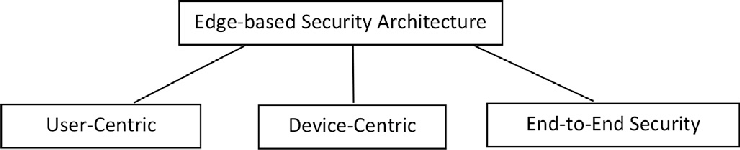 Edge-based Security Architecture
User-Centric
Device-Centric
End-to-End Security